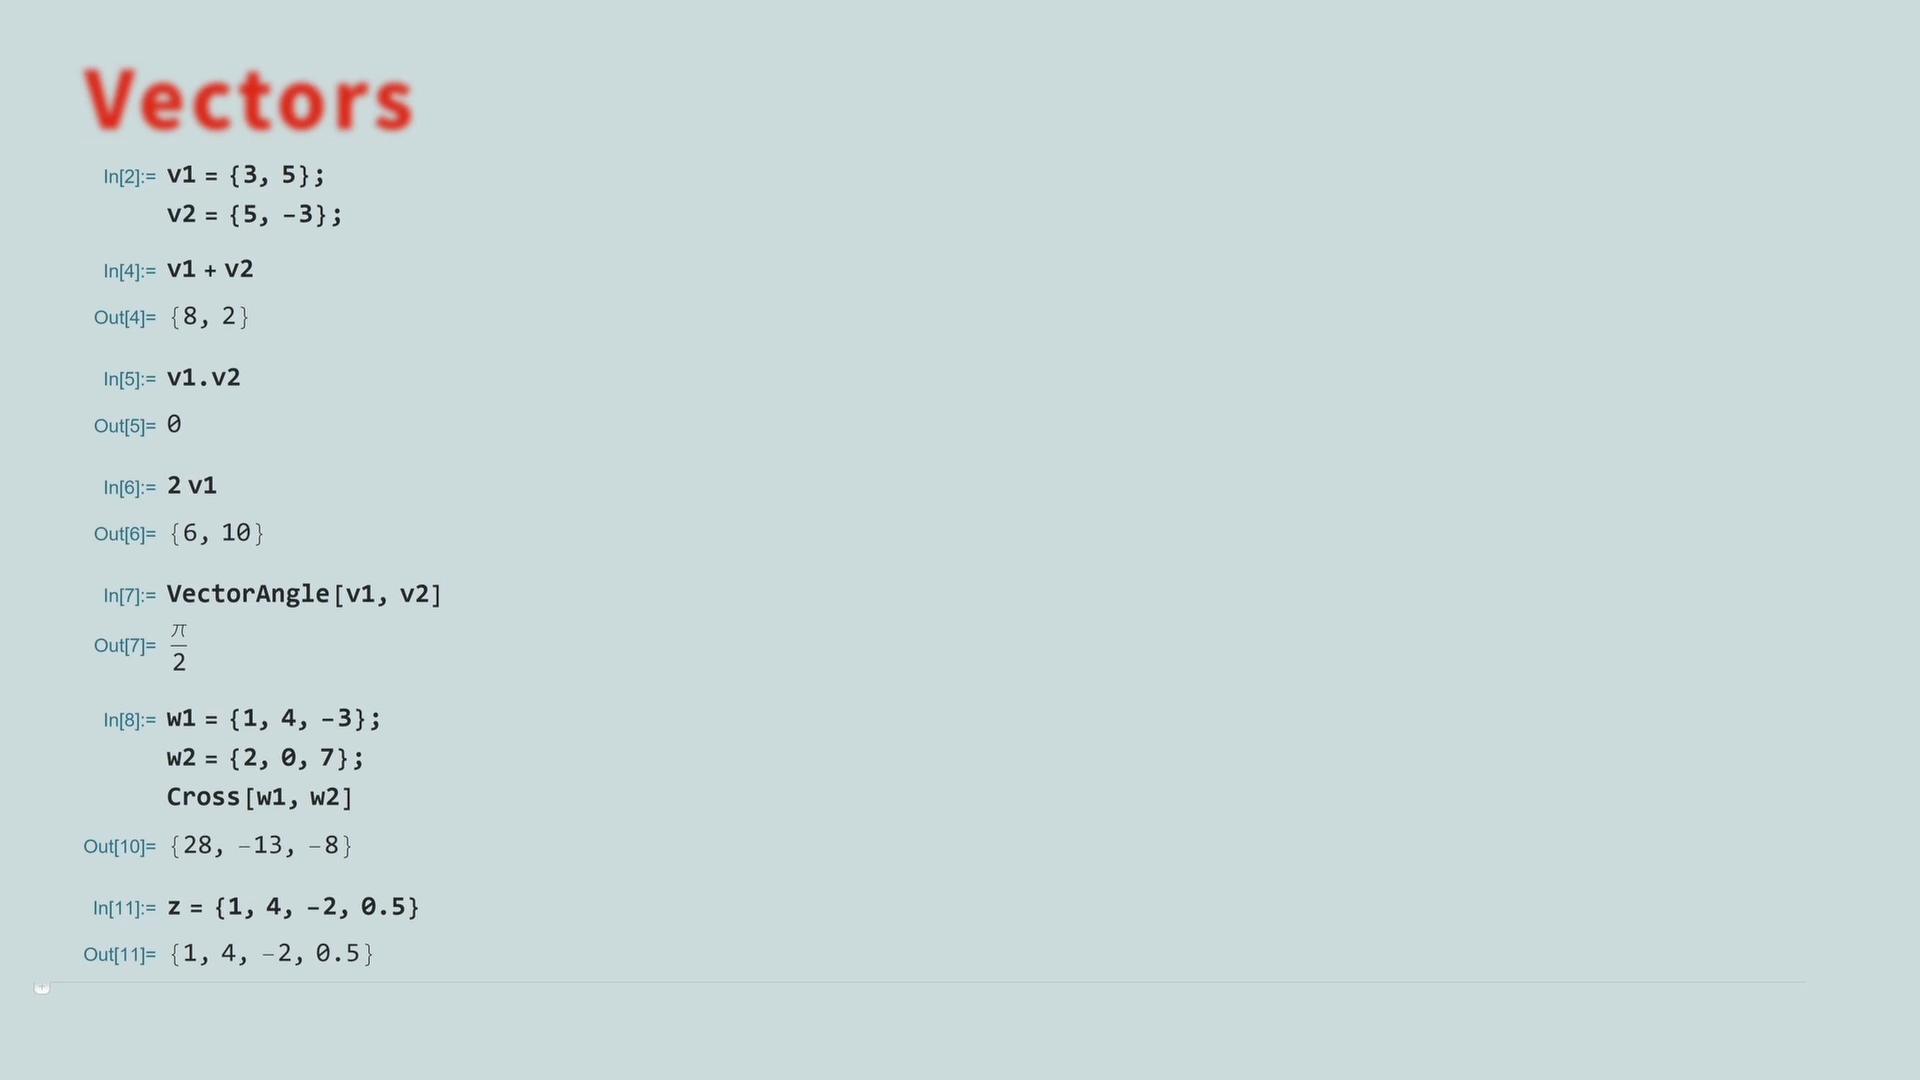 Vectors
In[2]:= v1 = {3, 5};
v2 = {5, -3};
In[4]:= v1 + v2
Out[4]= {8, 2}
In[5]:= v1.v2
Out[5]= 0
In[6]:= 2 v1
Out[6]= {6, 10}
In[7]:= VectorAngle[v1, v2]
Out[7]= π/2
In[8]:= w1 = {1, 4, -3};
w2 = {2, 0, 7};
Cross[w1, w2]
Out[10]= {28, -13, -8}
In[11]:= z = {1, 4, -2, 0.5}
Out[11]= {1, 4, -2, 0.5}